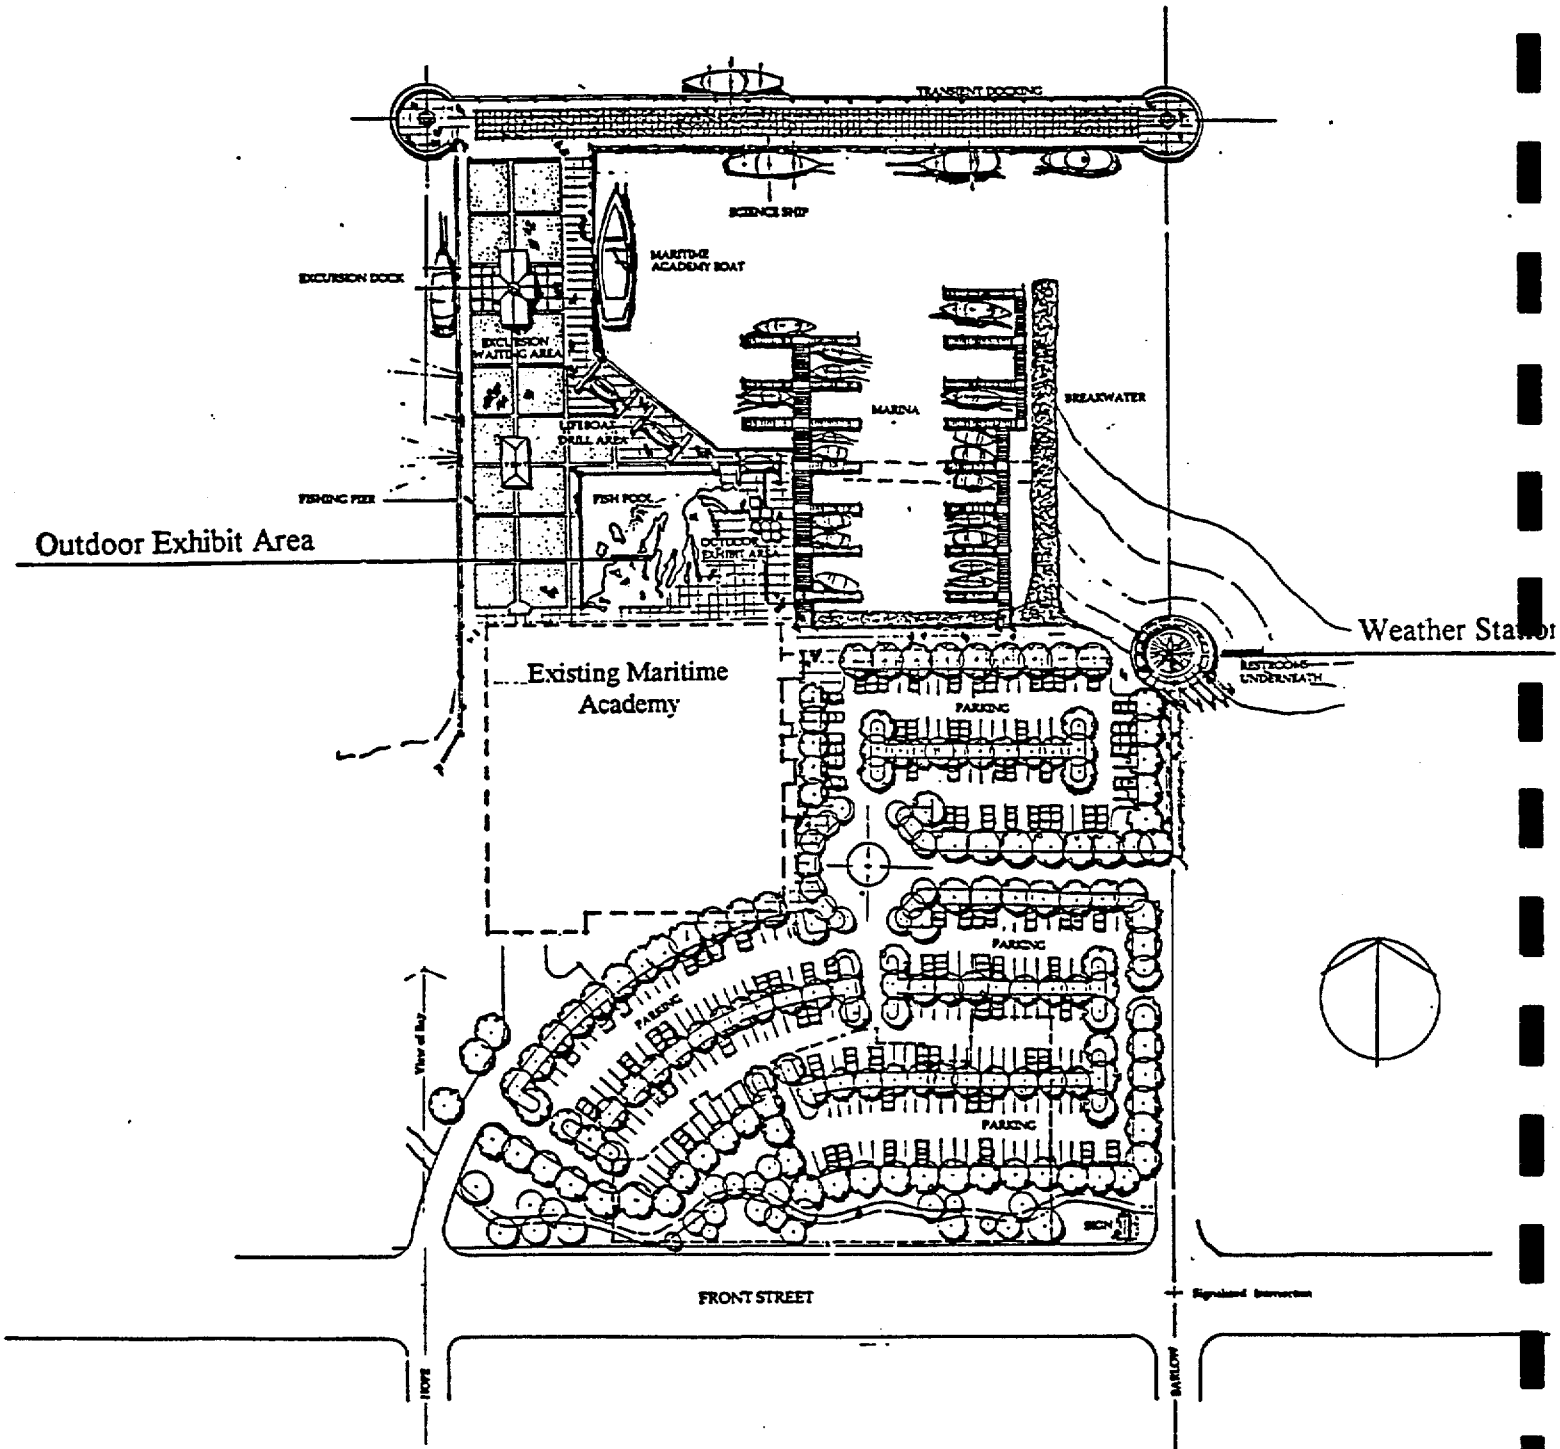 TRANSIENT DOCKING
SCIENCE SHIP
MARITIME
ACADEMY BOAT
EXCURSION DOCK
EXCURSION
WAITING AREA
BREAKWATER
MARINA
LIFEBOAT
DRILL AREA
FISHING PIER
FISH POOL
Outdoor Exhibit Area
OUTDOOR
EXHIBIT AREA
Weather Station
RESTROOMS
UNDERNEATH
Existing Maritime
Academy
PARKING
PARKING
PARKING
View of Bay
PARKING
SIGN
FRONT STREET
Signalized Intersection
HOPE
BARLOW